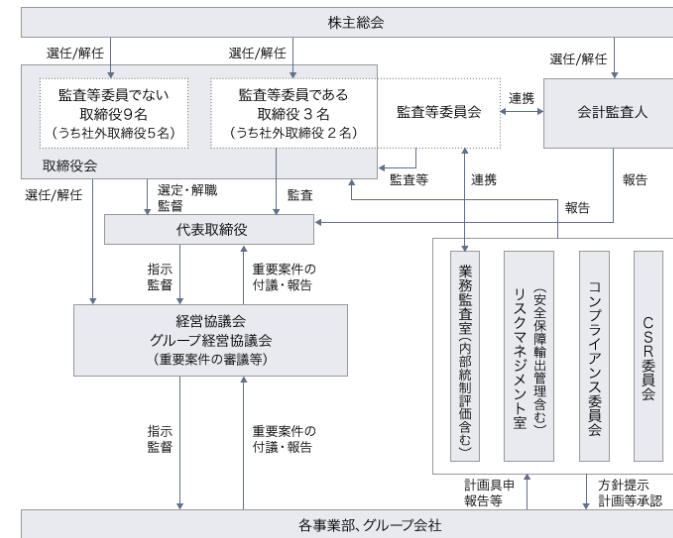 株主総会
選任/解任
選任/解任
選任/解任
監査等委員でない
取締役9名
（うち社外取締役5名）
監査等委員である
取締役3名
（うち社外取締役2名）
監査等委員会
連携
会計監査人
取締役会
選任/解任
選定・解職
監督
監査
監査等
連携
報告
報告
代表取締役
指示
監督
重要案件の
付議・報告
経営協議会
グループ経営協議会
（重要案件の審議等）
業務監査室（内部統制評価含む）
（安全保障輸出管理含む）
リスクマネジメント室
コンプライアンス委員会
CSR委員会
指示
監督
重要案件の
付議・報告
計画具申
報告等
方針提示
計画等承認
各事業部、グループ会社